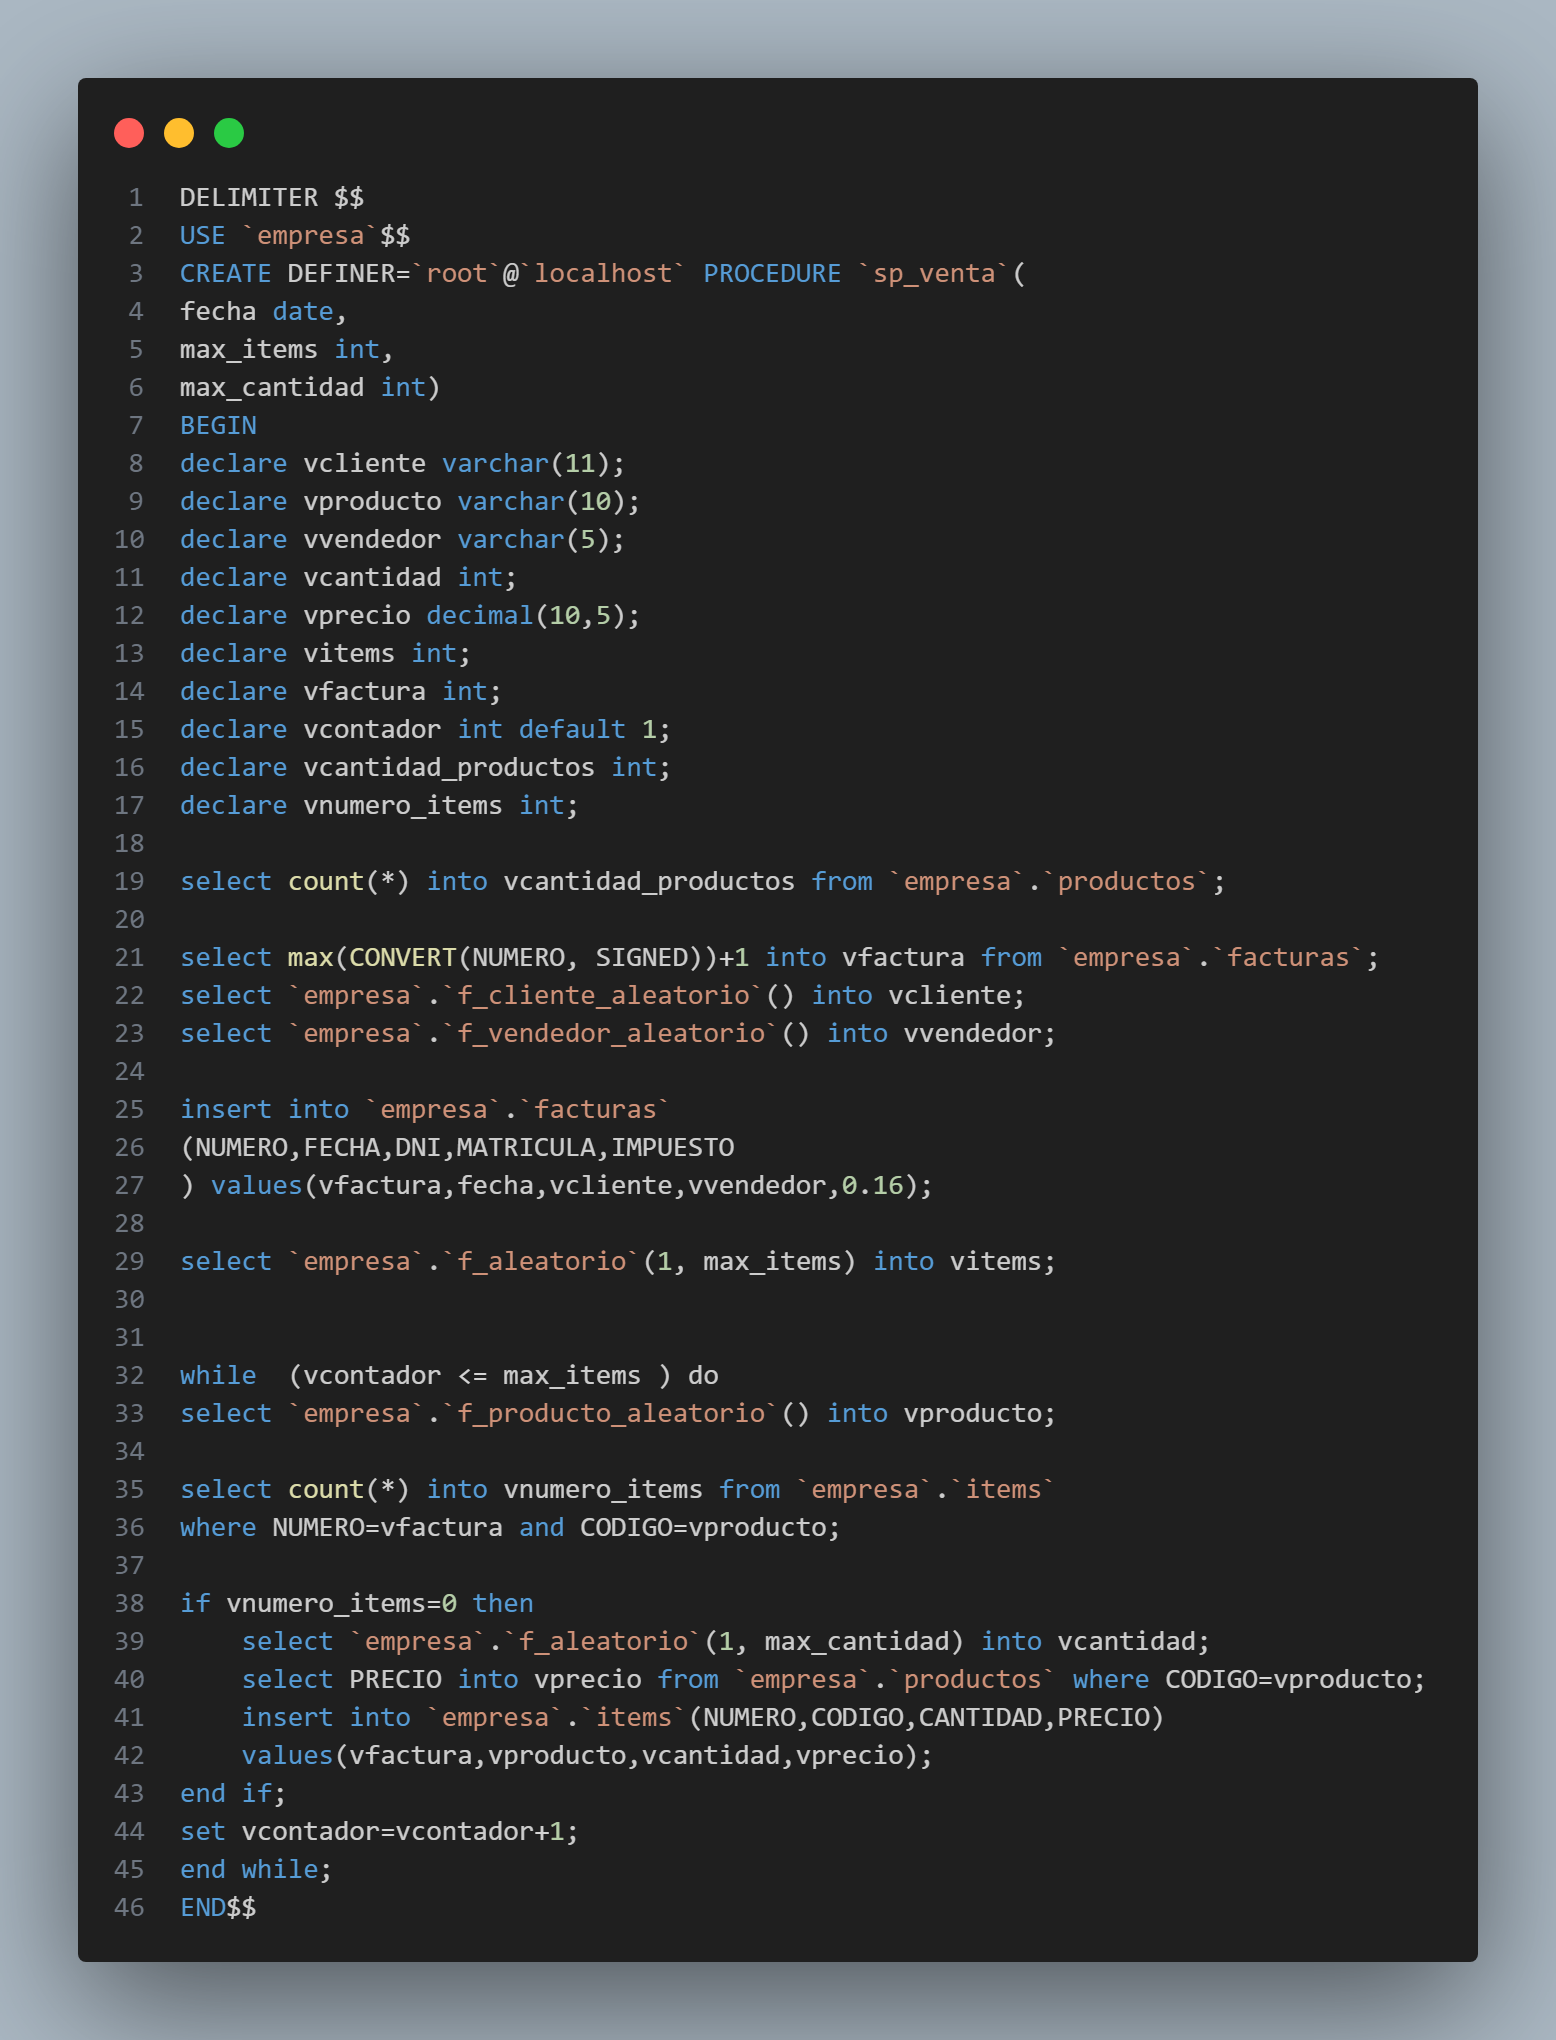 1 DELIMITER $$
2 USE `empresa`$$
3 CREATE DEFINER=`root`@`localhost` PROCEDURE `sp_venta`(
4 fecha date,
5 max_items int,
6 max_cantidad int)
7 BEGIN
8 declare vcliente varchar(11);
9 declare vproducto varchar(10);
10 declare vvendedor varchar(5);
11 declare vcantidad int;
12 declare vprecio decimal(10,5);
13 declare vitems int;
14 declare vfactura int;
15 declare vcontador int default 1;
16 declare vcantidad_productos int;
17 declare vnumero_items int;
18
19 select count(*) into vcantidad_productos from `empresa`.`productos`;
20
21 select max(CONVERT(NUMERO, SIGNED))+1 into vfactura from `empresa`.`facturas`;
22 select `empresa`.`f_cliente_aleatorio`() into vcliente;
23 select `empresa`.`f_vendedor_aleatorio`() into vvendedor;
24
25 insert into `empresa`.`facturas`
26 (NUMERO,FECHA,DNI,MATRICULA,IMPUESTO
27 ) values(vfactura,fecha,vcliente,vvendedor,0.16);
28
29 select `empresa`.`f_aleatorio`(1, max_items) into vitems;
30
31
32 while  (vcontador <= max_items ) do
33 select `empresa`.`f_producto_aleatorio`() into vproducto;
34
35 select count(*) into vnumero_items from `empresa`.`items`
36 where NUMERO=vfactura and CODIGO=vproducto;
37
38 if vnumero_items=0 then
39     select `empresa`.`f_aleatorio`(1, max_cantidad) into vcantidad;
40     select PRECIO into vprecio from `empresa`.`productos` where CODIGO=vproducto;
41     insert into `empresa`.`items`(NUMERO,CODIGO,CANTIDAD,PRECIO)
42     values(vfactura,vproducto,vcantidad,vprecio);
43 end if;
44 set vcontador=vcontador+1;
45 end while;
46 END$$